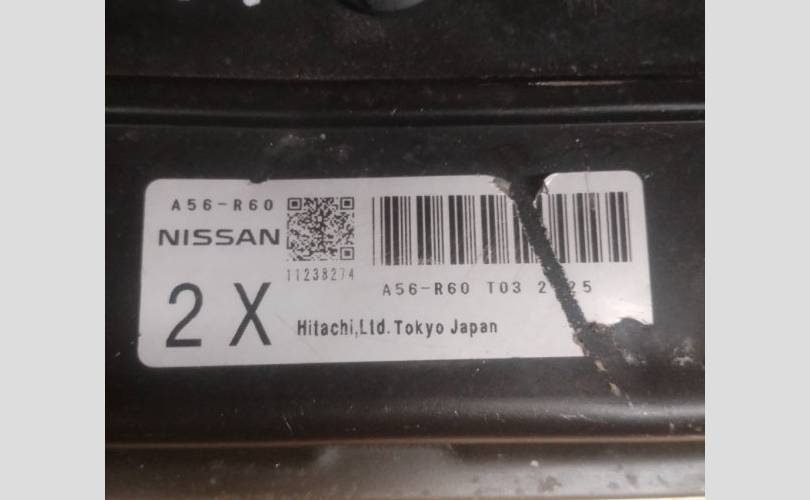 A56-R60
NISSAN
11238274
2 X
A56-R60 T03
Hitachi,Ltd. Tokyo Japan